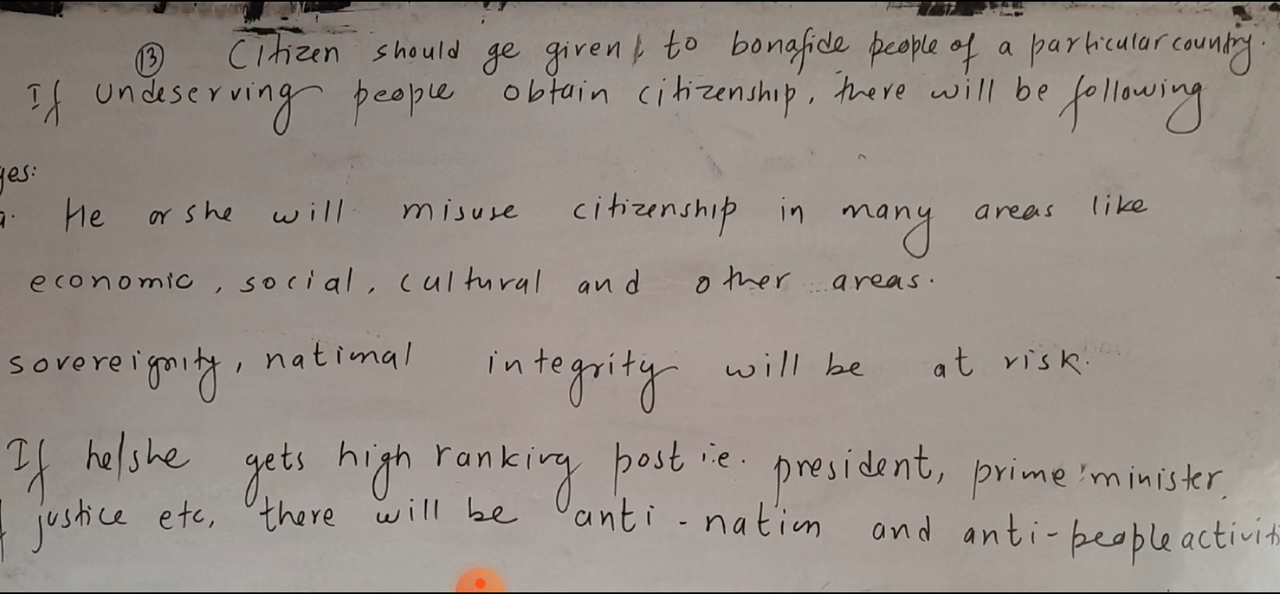 ⑬ Citizen should ge given to bonafide people of a particular country.
If undeserving people obtain citizenship, there will be following
ges:
a. He or she will misuse citizenship in many areas like
economic, social, cultural and other areas.
sovereignity, national integrity will be at risk.
If he/she gets high ranking post i.e. president, prime minister,
justice etc, there will be anti-nation and anti-people activit